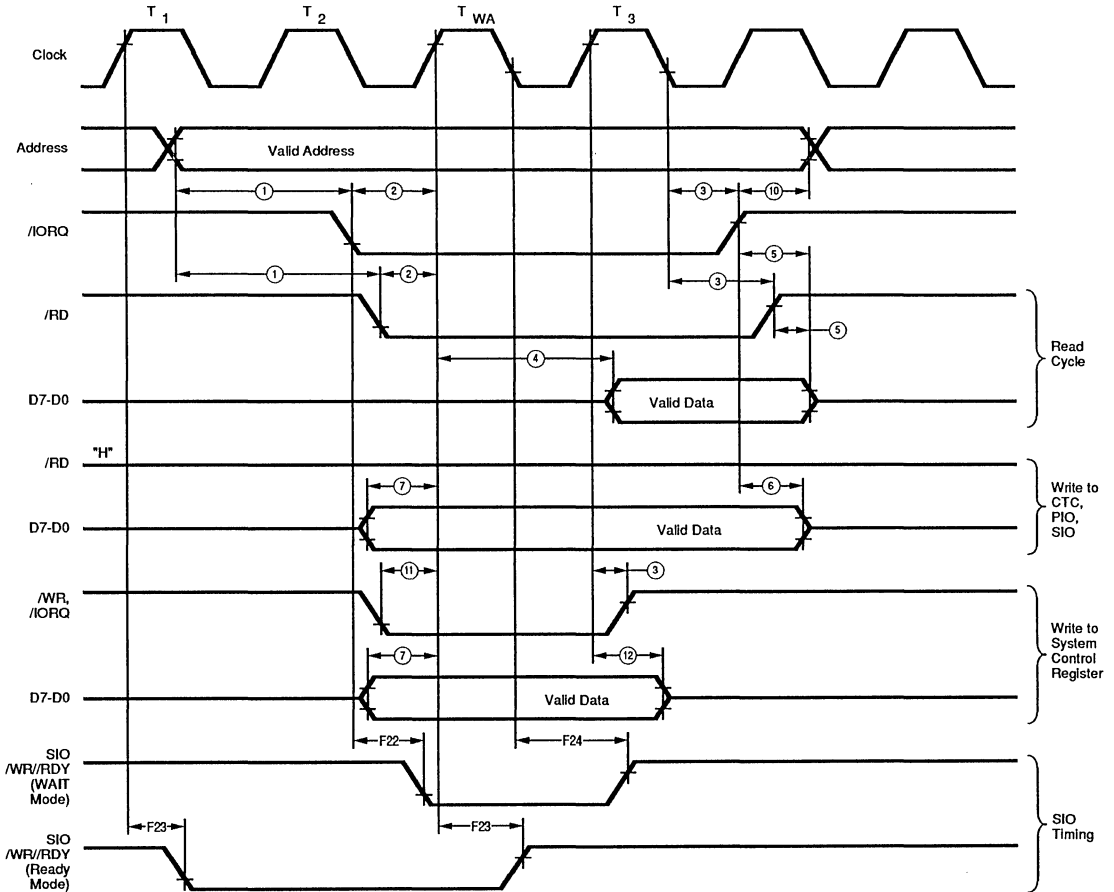 T 1 T 2 T WA T 3
Clock
Address
Valid Address
1 2 3 10
/IORQ
5
1 2 3
/RD
5
4
Read
Cycle
D7-D0
Valid Data
/RD
"H"
7 6
Write to
CTC,
PIO,
SIO
D7-D0
Valid Data
11 3
/WR,
/IORQ
7 12
Write to
System
Control
Register
D7-D0
Valid Data
F22 F24
SIO
/WR//RDY
(WAIT
Mode)
F23 F23
SIO
Timing
SIO
/WR//RDY
(Ready
Mode)